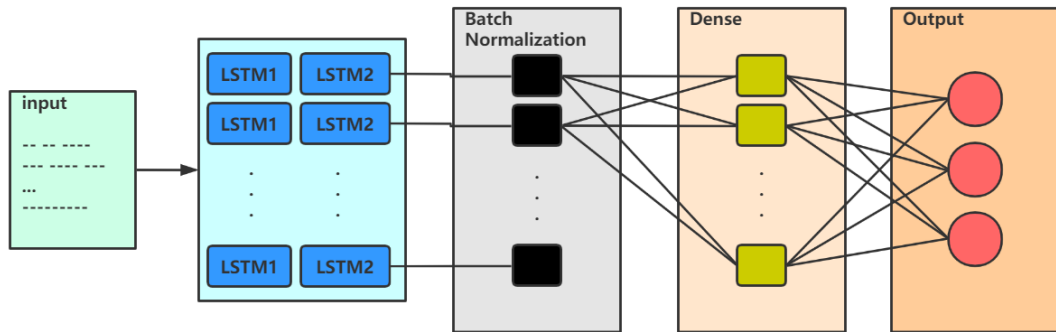 input
-- -- ----
--- ---- ---
...
---------
LSTM1 LSTM2
LSTM1 LSTM2
LSTM1 LSTM2
Batch
Normalization
Dense
Output